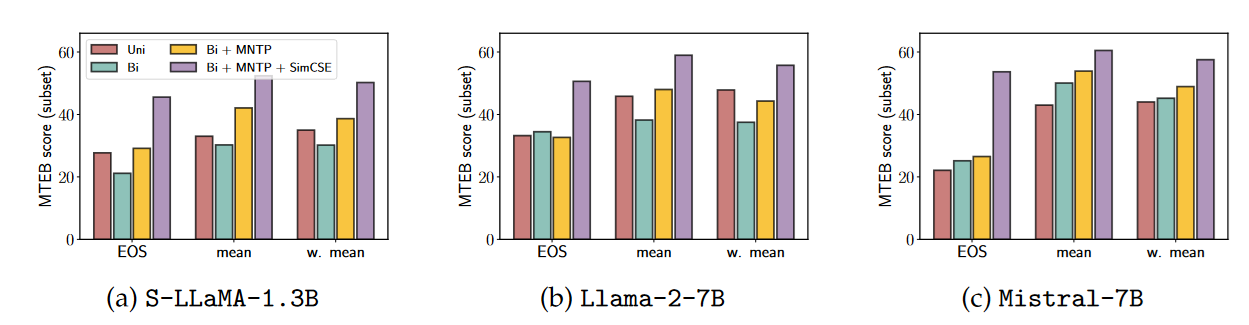 MTEB score (subset)
60
40
20
0
Uni
Bi
Bi + MNTP
Bi + MNTP + SimCSE
EOS mean w. mean
(a) S-LLaMA-1.3B
MTEB score (subset)
60
40
20
0
EOS mean w. mean
(b) Llama-2-7B
MTEB score (subset)
60
40
20
0
EOS mean w. mean
(c) Mistral-7B